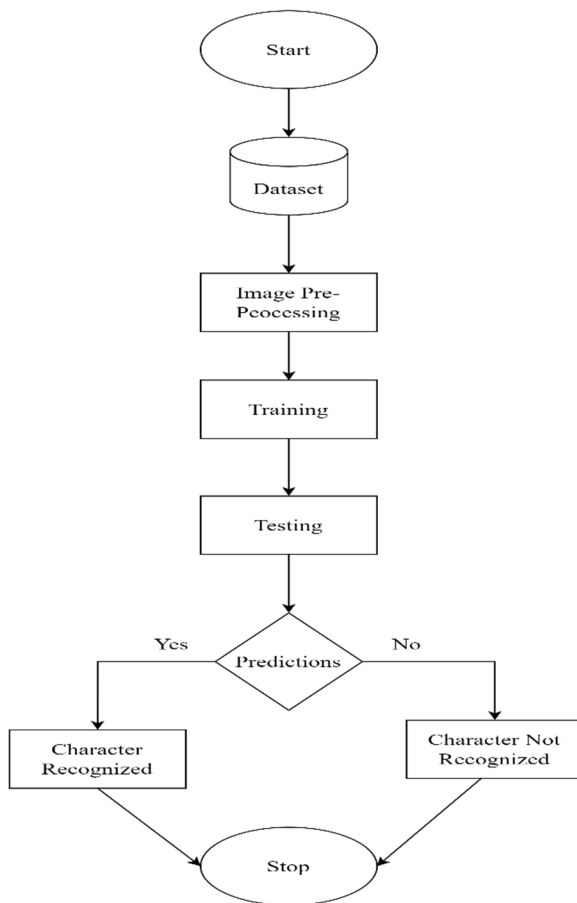 Start
Dataset
Image Pre-
Peocessing
Training
Testing
Yes
Predictions
No
Character
Recognized
Character Not
Recognized
Stop